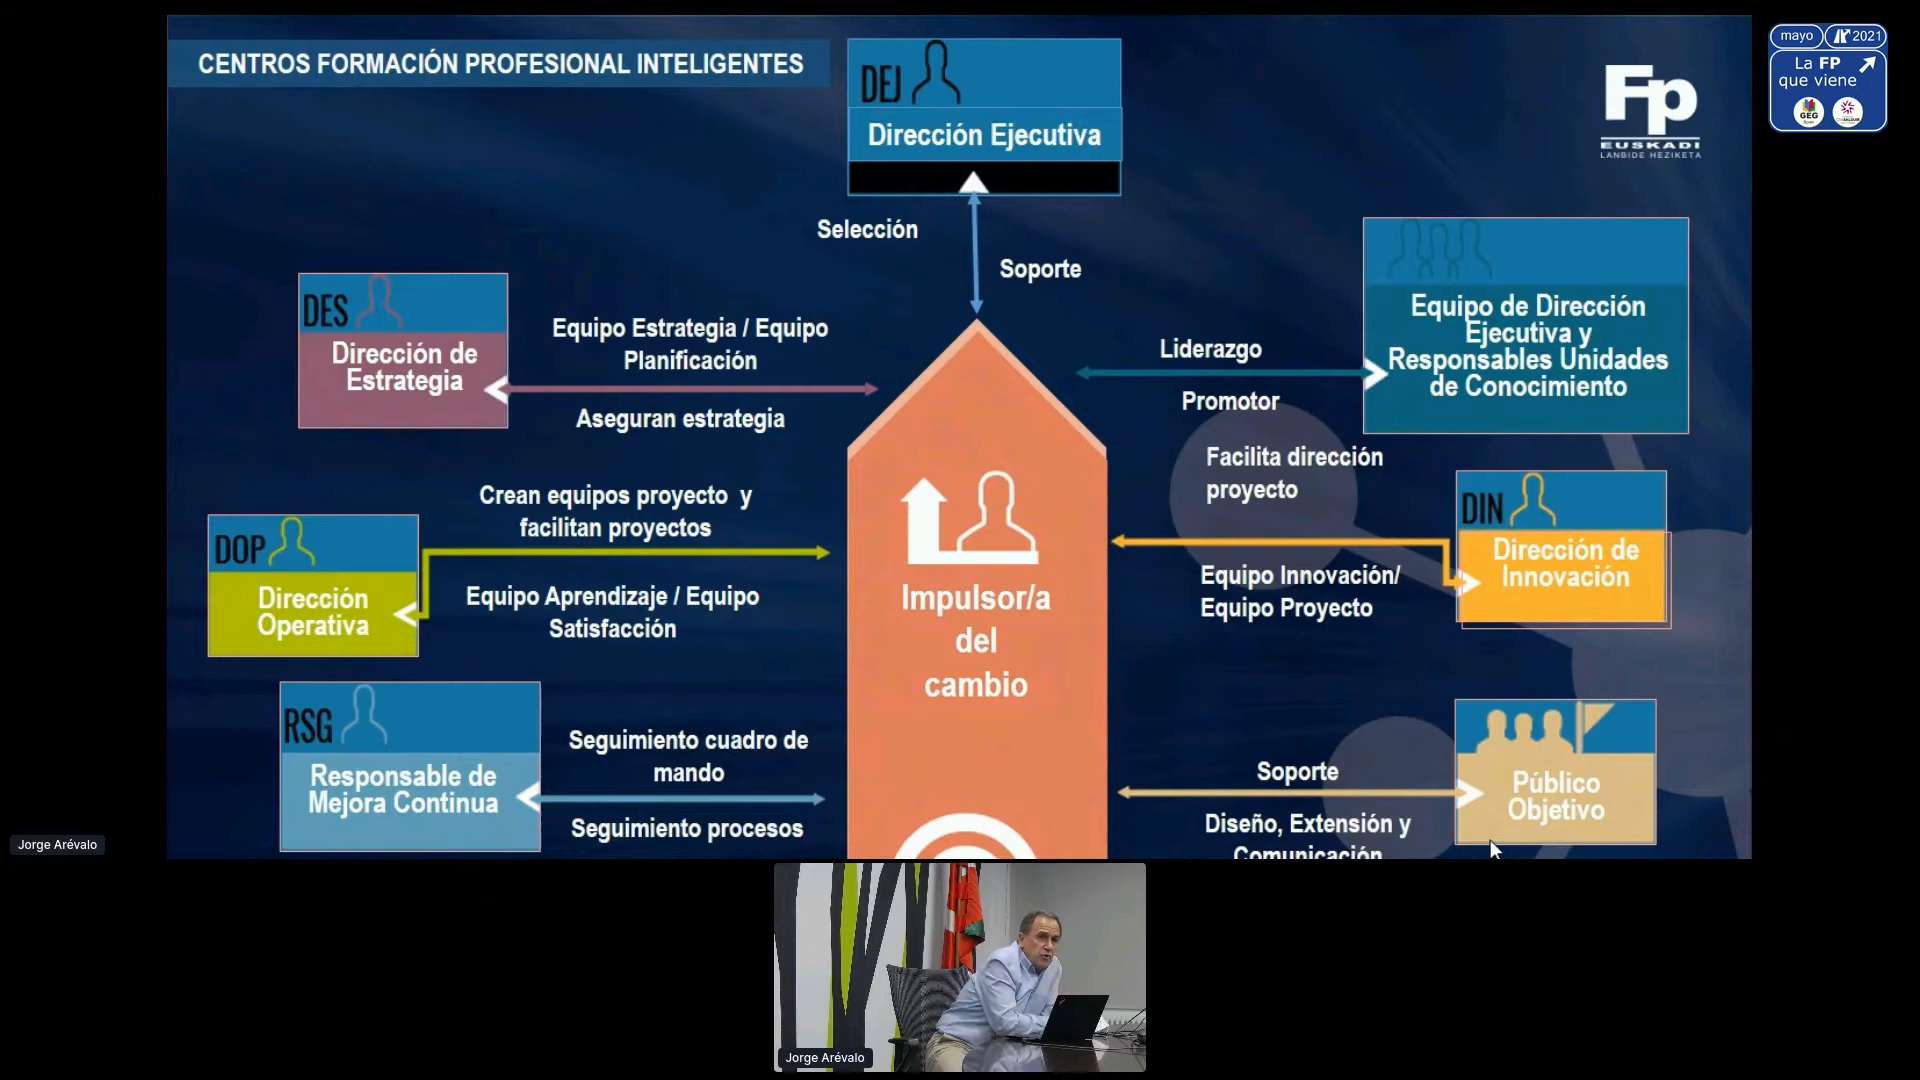 CENTROS FORMACIÓN PROFESIONAL INTELIGENTES
DEJ
Dirección Ejecutiva
Fp
EUSKADI
LANBIDE HEZIKETA
mayo
2021
La FP
que viene
GEG
Selección
Soporte
DES
Dirección de
Estrategia
Equipo Estrategia / Equipo
Planificación
Aseguran estrategia
Liderazgo
Promotor
Equipo de Dirección
Ejecutiva y
Responsables Unidades
de Conocimiento
DOP
Dirección
Operativa
Crean equipos proyecto y
facilitan proyectos
Equipo Aprendizaje / Equipo
Satisfacción
Impulsor/a
del
cambio
Facilita dirección
proyecto
Equipo Innovación/
Equipo Proyecto
DIN
Dirección de
Innovación
RSG
Responsable de
Mejora Continua
Seguimiento cuadro de
mando
Seguimiento procesos
Soporte
Diseño, Extensión y
Comunicación
Público
Objetivo
Jorge Arévalo
Jorge Arévalo